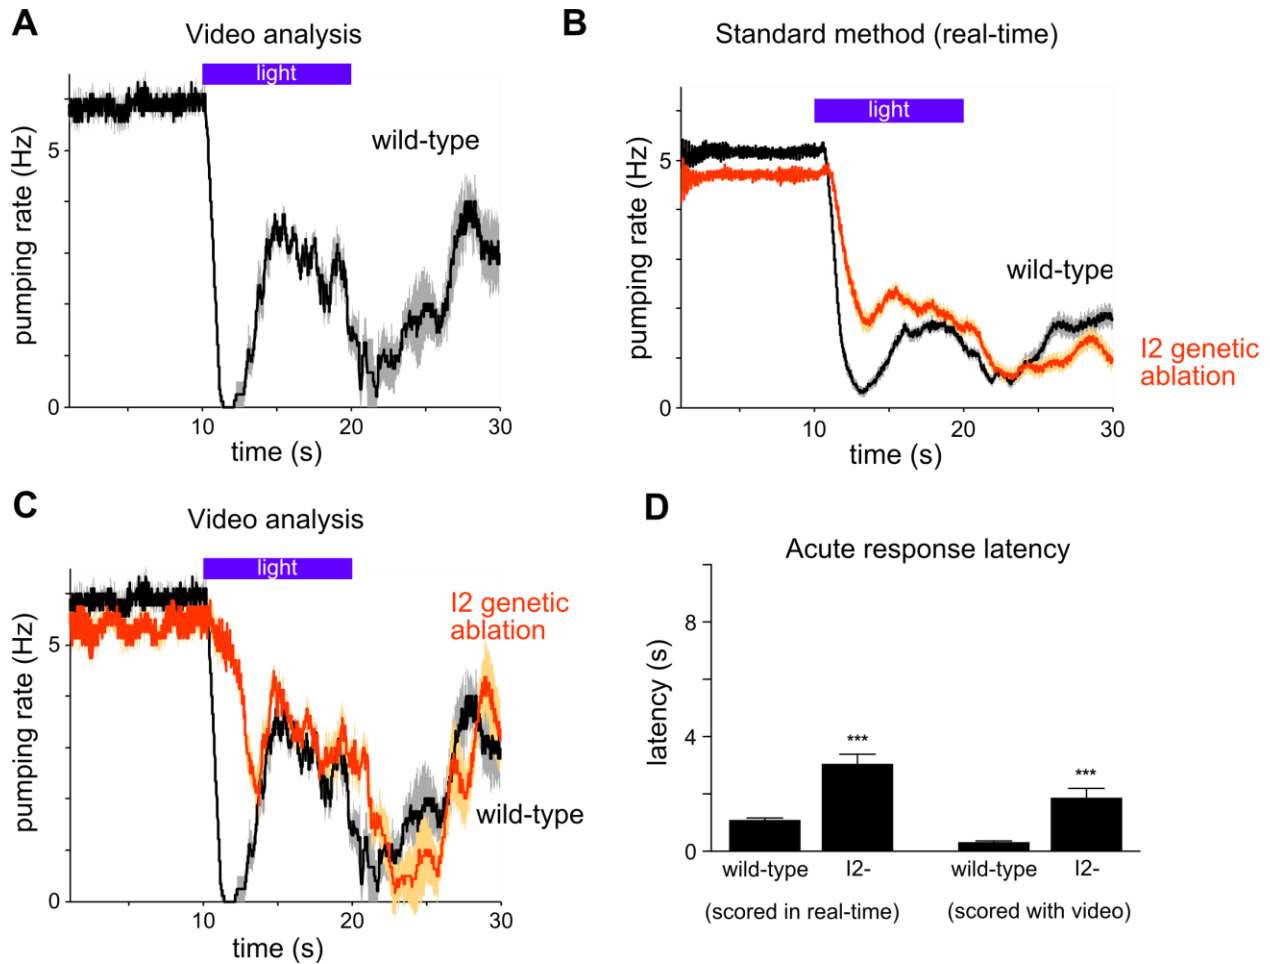 A
Video analysis
light
wild-type
pumping rate (Hz)
5
0
10
20
30
time (s)
B
Standard method (real-time)
light
wild-type
I2 genetic
ablation
pumping rate (Hz)
5
0
10
20
30
time (s)
C
Video analysis
light
I2 genetic
ablation
wild-type
pumping rate (Hz)
5
0
10
20
30
time (s)
D
Acute response latency
latency (s)
8
4
0
***
***
wild-type
I2-
wild-type
I2-
(scored in real-time)
(scored with video)